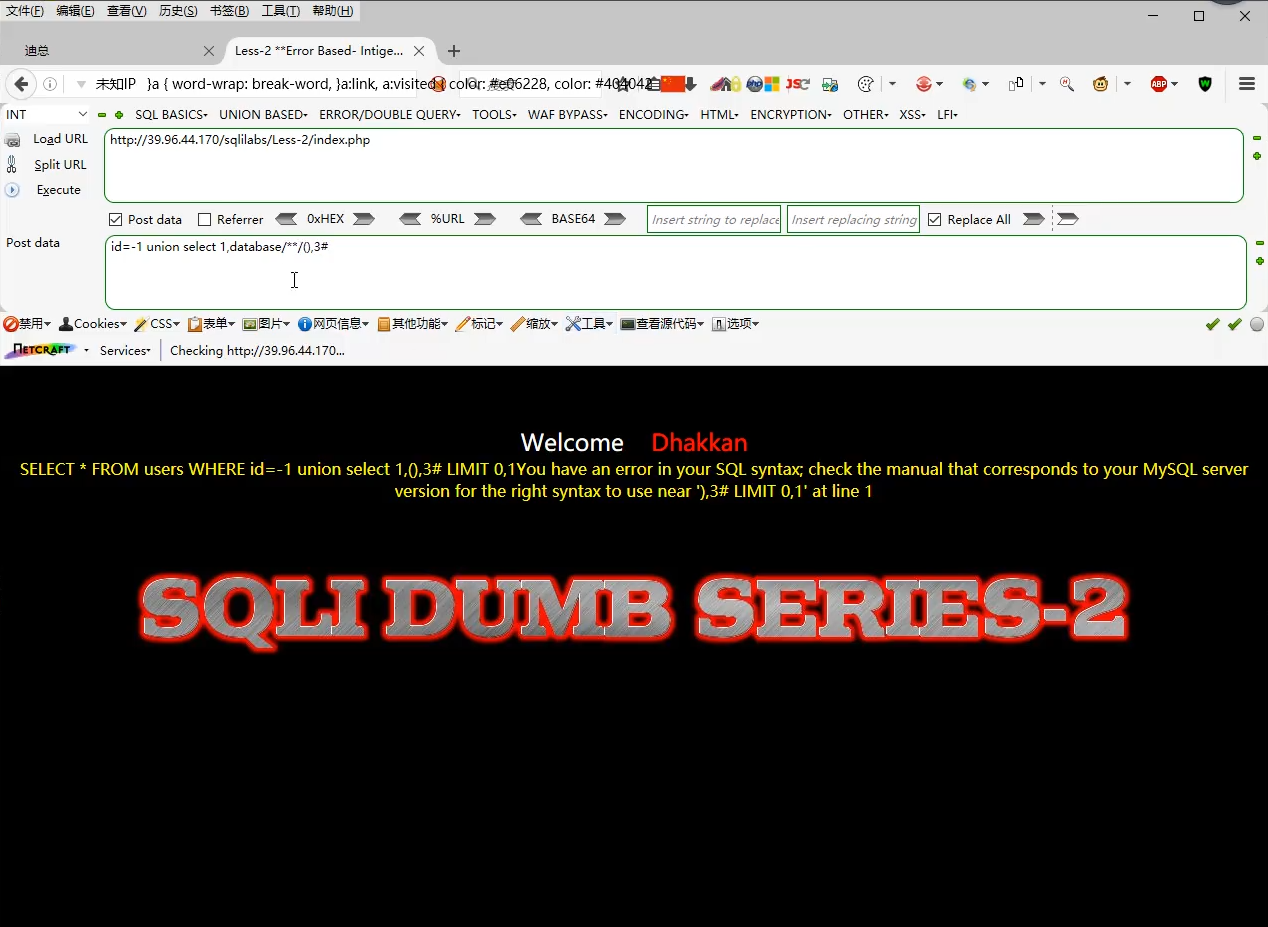 文件(F) 编辑(E) 查看(V) 历史(S) 书签(B) 工具(T) 帮助(H)
迪总
Less-2 **Error Based- Intige...
未知IP }a { word-wrap: break-word, }a:link, a:visited color: #e06228, color: #404042
JS
ABP
INT
SQL BASICS UNION BASED ERROR/DOUBLE QUERY TOOLS WAF BYPASS ENCODING HTML ENCRYPTION OTHER XSS LFI
Load URL
http://39.96.44.170/sqlilabs/Less-2/index.php
Split URL
Execute
Post data Referrer 0xHEX %URL BASE64 Insert string to replace Insert replacing string Replace All
Post data
id=-1 union select 1,database/**/(),3#
禁用 Cookies CSS 表单 图片 网页信息 其他功能 标记 缩放 工具 查看源代码 选项
NETCRAFT Services Checking http://39.96.44.170...
Welcome Dhakkan
SELECT * FROM users WHERE id=-1 union select 1,(),3# LIMIT 0,1You have an error in your SQL syntax; check the manual that corresponds to your MySQL server
version for the right syntax to use near '),3# LIMIT 0,1' at line 1
SQLI DUMB SERIES-2